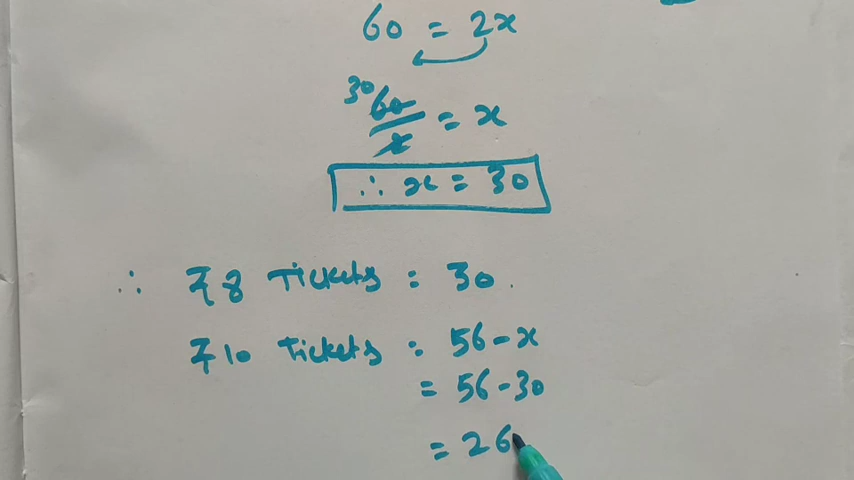 60 = 2x
30 60/2 = x
∴ x = 30
∴ ₹8 Tickets : 30.
₹10 Tickets : 56-x
= 56-30
= 26